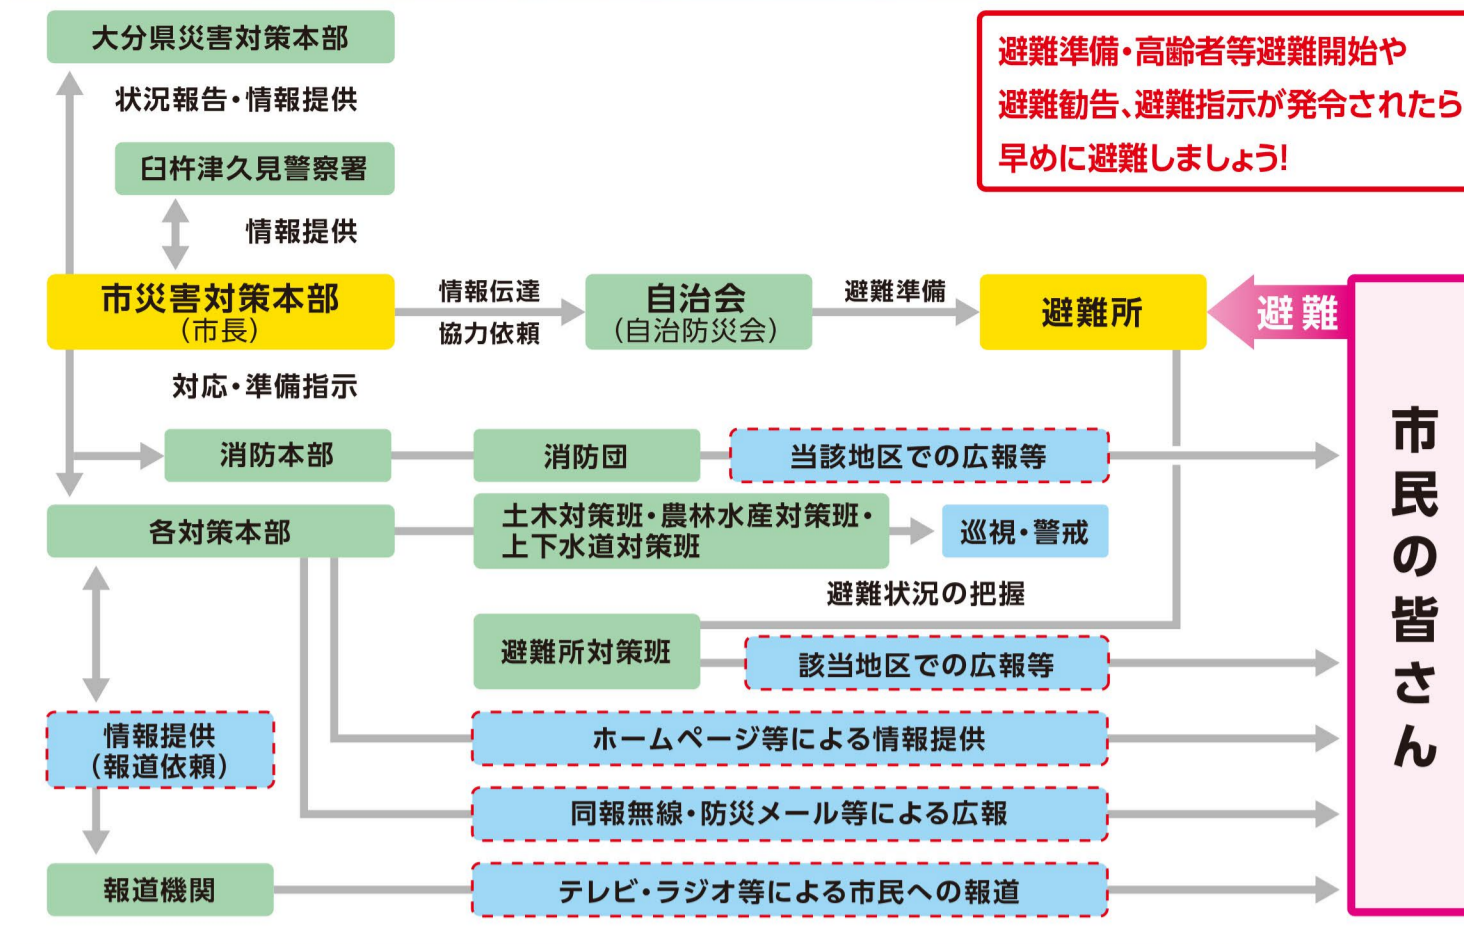 大分県災害対策本部
状況報告・情報提供
臼杵津久見警察署
情報提供
避難準備・高齢者等避難開始や
避難勧告、避難指示が発令されたら
早めに避難しましょう!
市災害対策本部
（市長）
情報伝達
協力依頼
自治会
（自治防災会）
避難準備
避難所
避難
市民の皆さん
対応・準備指示
消防本部
消防団
当該地区での広報等
各対策本部
土木対策班・農林水産対策班・
上下水道対策班
巡視・警戒
避難状況の把握
避難所対策班
該当地区での広報等
情報提供
（報道依頼）
ホームページ等による情報提供
同報無線・防災メール等による広報
報道機関
テレビ・ラジオ等による市民への報道